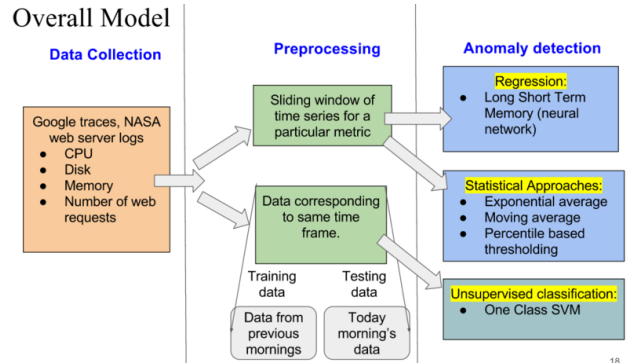 Overall Model
Data Collection
Preprocessing
Anomaly detection
Google traces, NASA
web server logs
● CPU
● Disk
● Memory
● Number of web
requests
Sliding window of
time series for a
particular metric
Data corresponding
to same time
frame.
Training
data
Testing
data
Data from
previous
mornings
Today
morning's
data
Regression:
● Long Short Term
Memory (neural
network)
Statistical Approaches:
● Exponential average
● Moving average
● Percentile based
thresholding
Unsupervised classification:
● One Class SVM
18